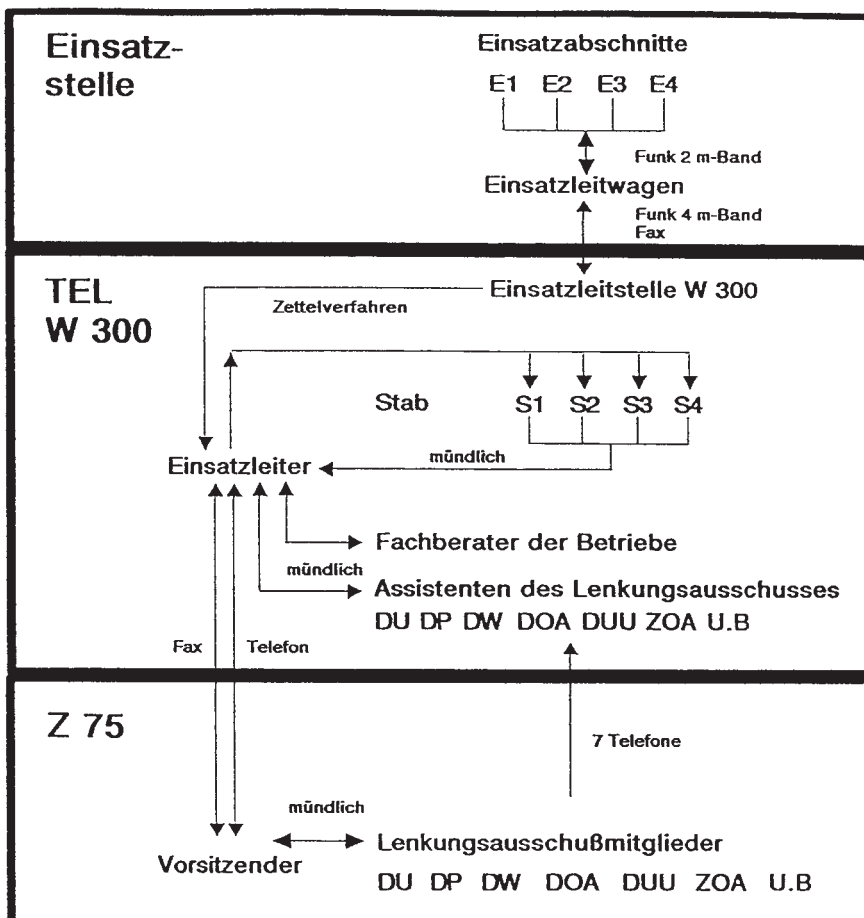 Einsatz-
stelle
Einsatzabschnitte
E1 E2 E3 E4
Funk 2 m-Band
Einsatzleitwagen
Funk 4 m-Band
Fax
TEL
W 300
Einsatzleitstelle W 300
Zettelverfahren
Stab S1 S2 S3 S4
mündlich
Einsatzleiter
Fachberater der Betriebe
mündlich
Assistenten des Lenkungsausschusses
DU DP DW DOA DUU ZOA U.B
Fax Telefon
Z 75
7 Telefone
mündlich
Lenkungsausschußmitglieder
Vorsitzender
DU DP DW DOA DUU ZOA U.B